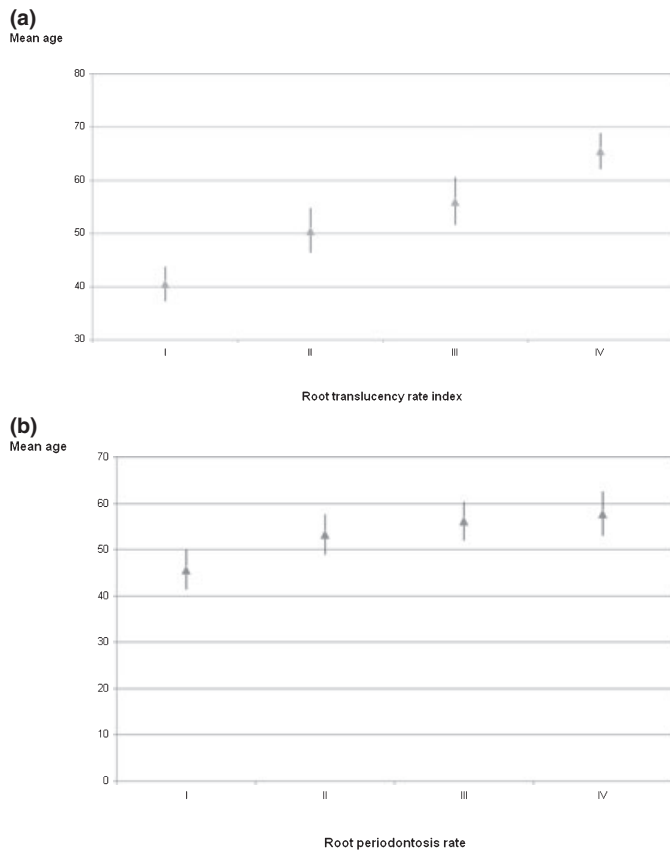 (a)
Mean age
80
70
60
50
40
30
I II III IV
Root translucency rate index
(b)
Mean age
70
60
50
40
30
20
10
0
I II III IV
Root periodontosis rate